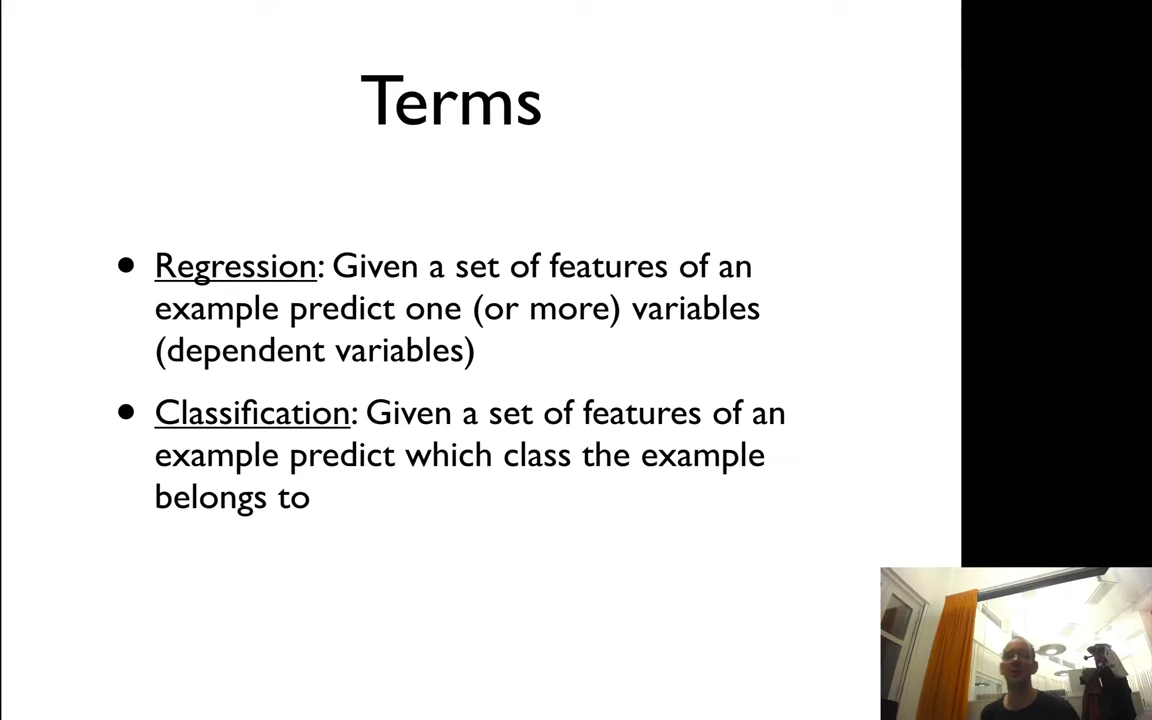 Terms
• Regression: Given a set of features of an
example predict one (or more) variables
(dependent variables)
• Classification: Given a set of features of an
example predict which class the example
belongs to